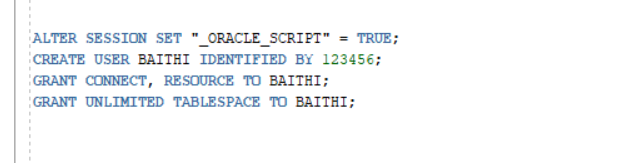 ALTER SESSION SET "_ORACLE_SCRIPT" = TRUE;
CREATE USER BAITHI IDENTIFIED BY 123456;
GRANT CONNECT, RESOURCE TO BAITHI;
GRANT UNLIMITED TABLESPACE TO BAITHI;